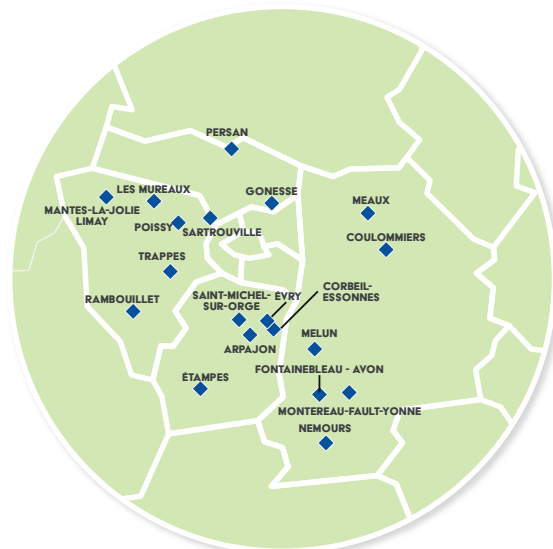 PERSAN
LES MUREAUX
GONESSE
MEAUX
MANTES-LA-JOLIE
LIMAY
POISSY
SARTROUVILLE
COULOMMIERS
TRAPPES
RAMBOUILLET
SAINT-MICHEL-
SUR-ORGE
ÉVRY
CORBEIL-
ESSONNES
ARPAJON
MELUN
FONTAINEBLEAU - AVON
ÉTAMPES
MONTEREAU-FAULT-YONNE
NEMOURS